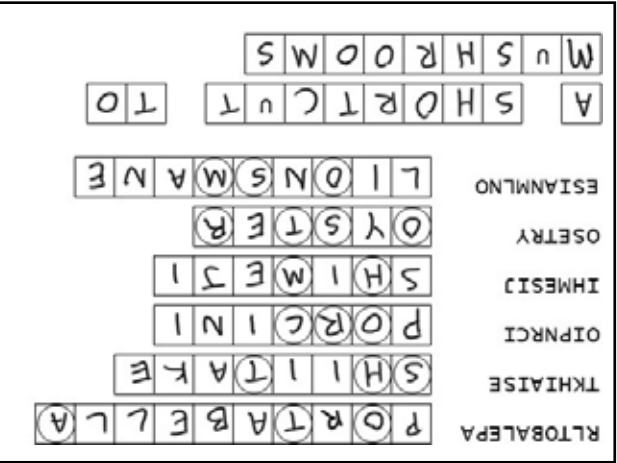 RLTOBALEPA PORTABELLA
TKHIAISE SHIITAKE
OIPNRCI PORCINI
IHMESIJ SHIMEJI
OSETRY OYSTER
ESIANMLNO LIONSMANE
A SHORTCUT TO
MUSHROOMS